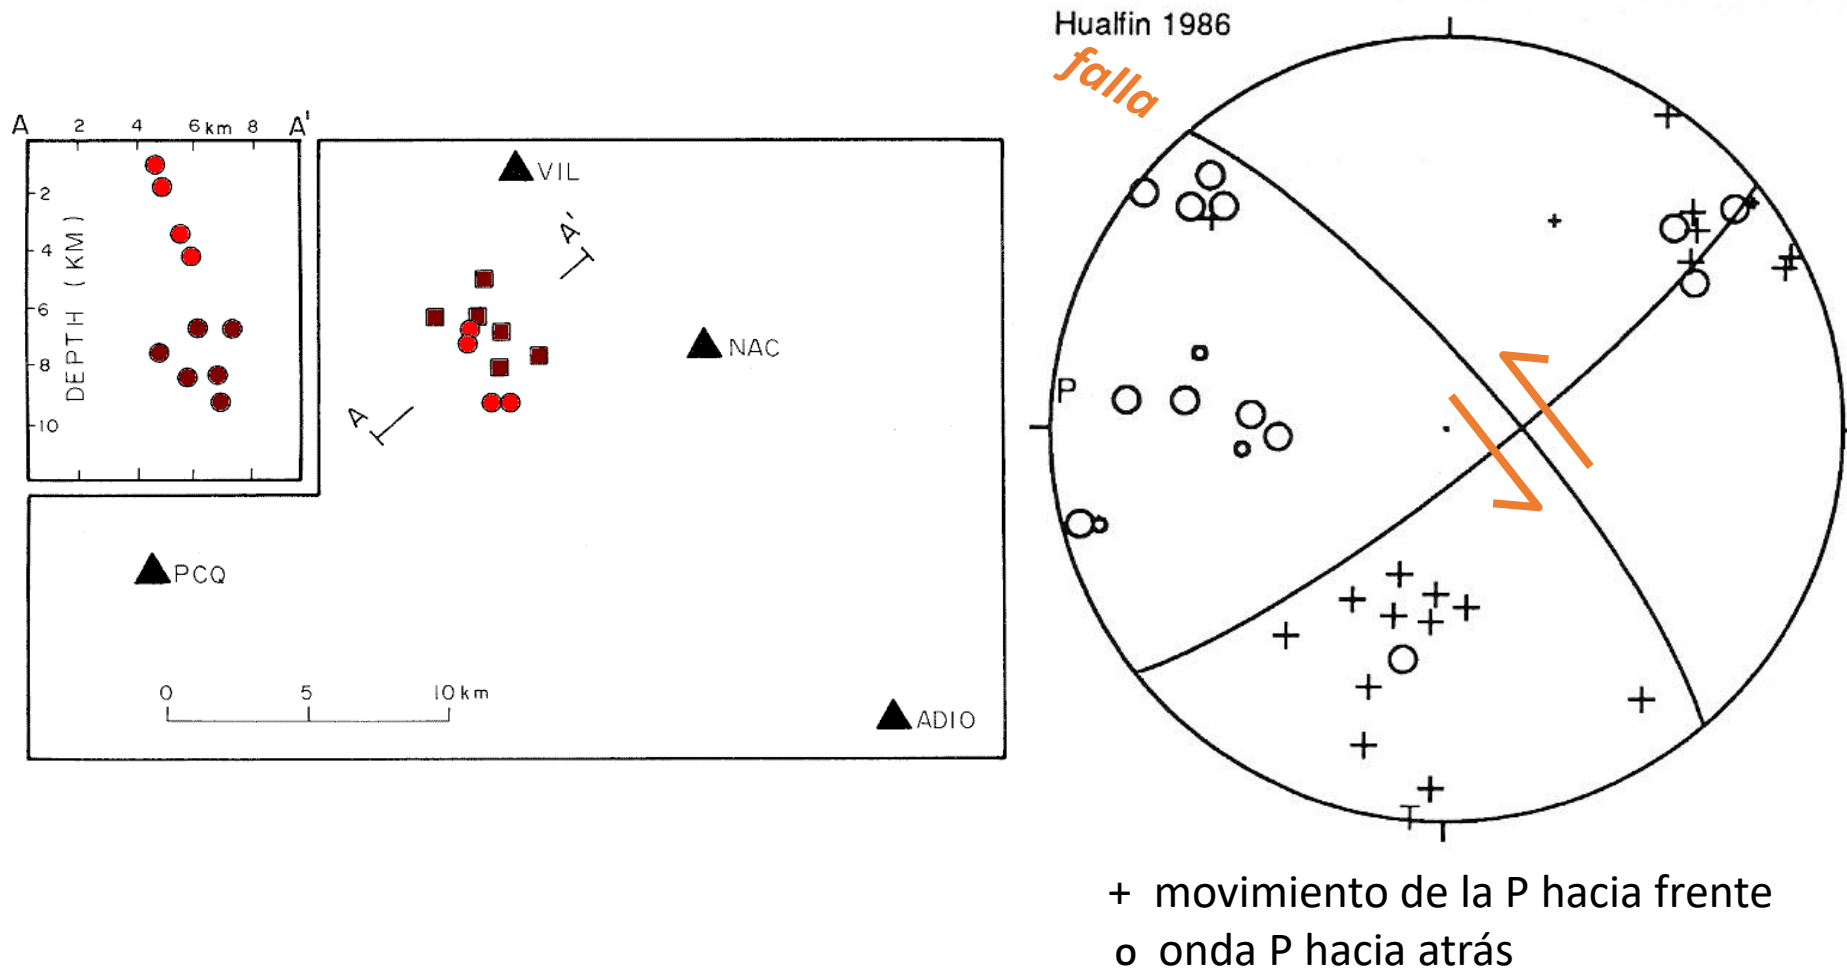 Hualfin 1986
falla
A 2 4 6 km 8 A'
2
4
6
8
10
DEPTH (KM)
VIL
A'
NAC
A
PCQ
0 5 10 km
ADIO
P
T
+ movimiento de la P hacia frente
o onda P hacia atrás